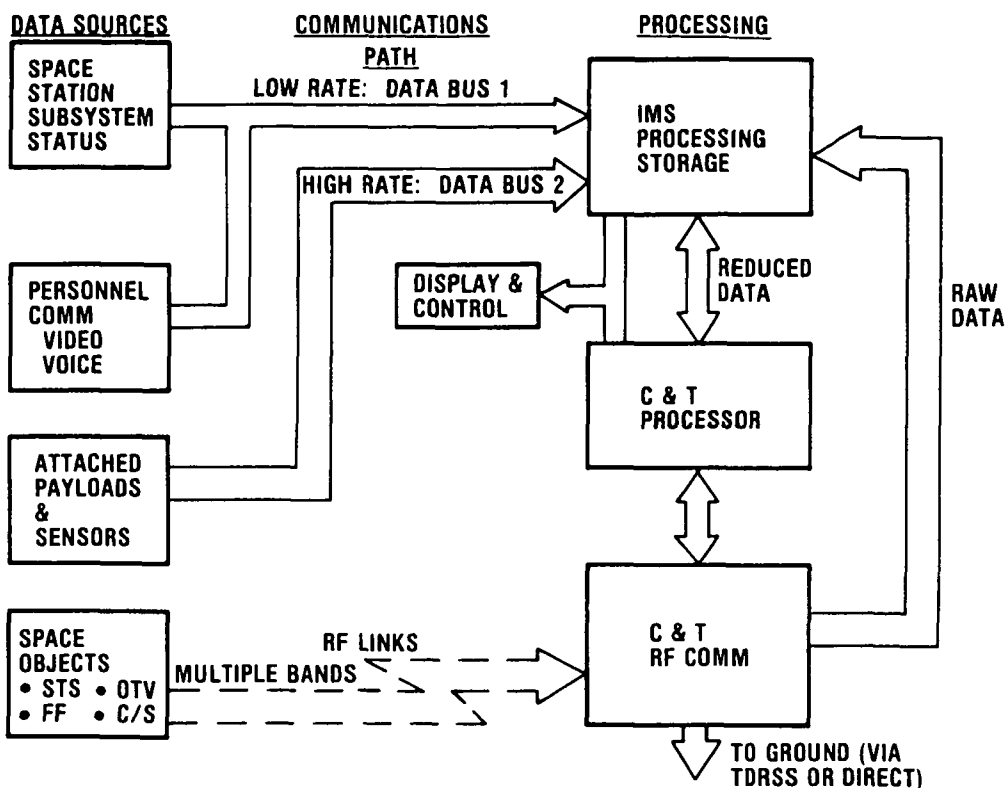 DATA SOURCES
COMMUNICATIONS
PATH
PROCESSING
SPACE
STATION
SUBSYSTEM
STATUS
LOW RATE: DATA BUS 1
IMS
PROCESSING
STORAGE
HIGH RATE: DATA BUS 2
PERSONNEL
COMM
VIDEO
VOICE
DISPLAY &
CONTROL
REDUCED
DATA
RAW
DATA
C & T
PROCESSOR
ATTACHED
PAYLOADS
&
SENSORS
SPACE
OBJECTS
• STS • OTV
• FF • C/S
RF LINKS
MULTIPLE BANDS
C & T
RF COMM
TO GROUND (VIA
TDRSS OR DIRECT)